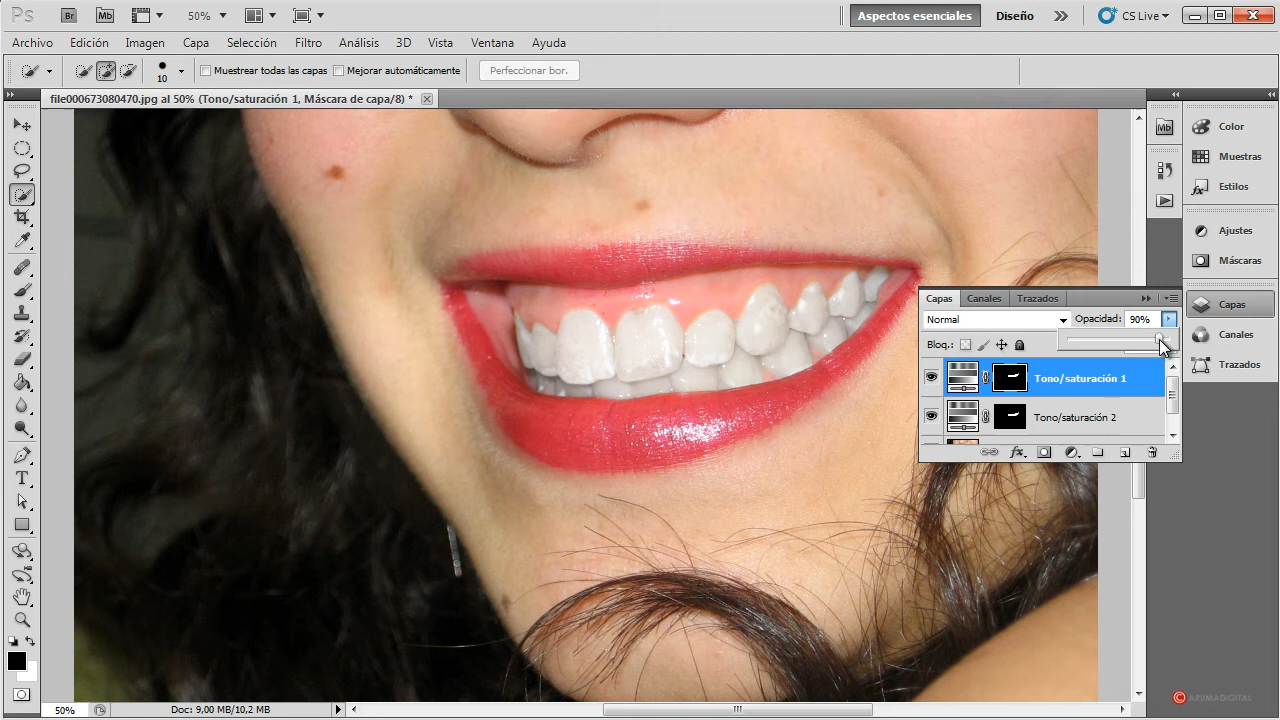 Ps Br Mb 50% Aspectos esenciales Diseño CS Live
Archivo Edición Imagen Capa Selección Filtro Análisis 3D Vista Ventana Ayuda
10 Muestrear todas las capas Mejorar automáticamente Perfeccionar bor.
file000673080470.jpg al 50% (Tono/saturación 1, Máscara de capa/8) *
Mb
Color
Muestras
Estilos
Ajustes
Máscaras
Capas
Canales
Trazados
Capas Canales Trazados
Normal Opacidad: 90%
Bloq.:
Tono/saturación 1
Tono/saturación 2
fx
T
© ARUMADIGITAL
50% Doc: 9,00 MB/10,2 MB